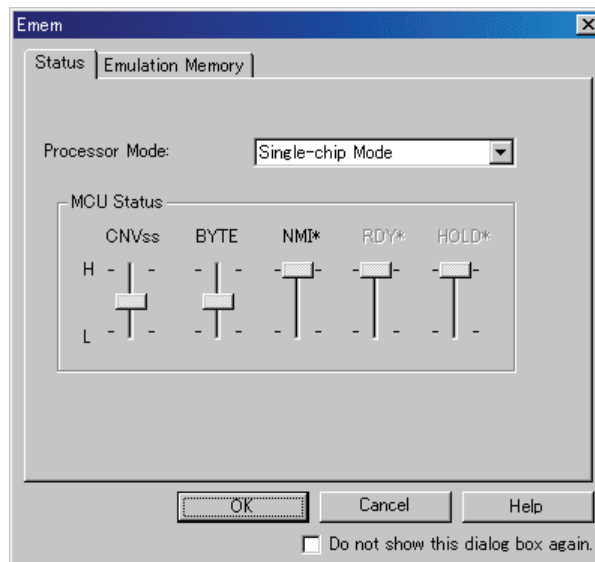 Emem
Status
Emulation Memory
Processor Mode:
Single-chip Mode
MCU Status
CNVss BYTE NMI* RDY* HOLD*
H
L
OK Cancel Help
Do not show this dialog box again.